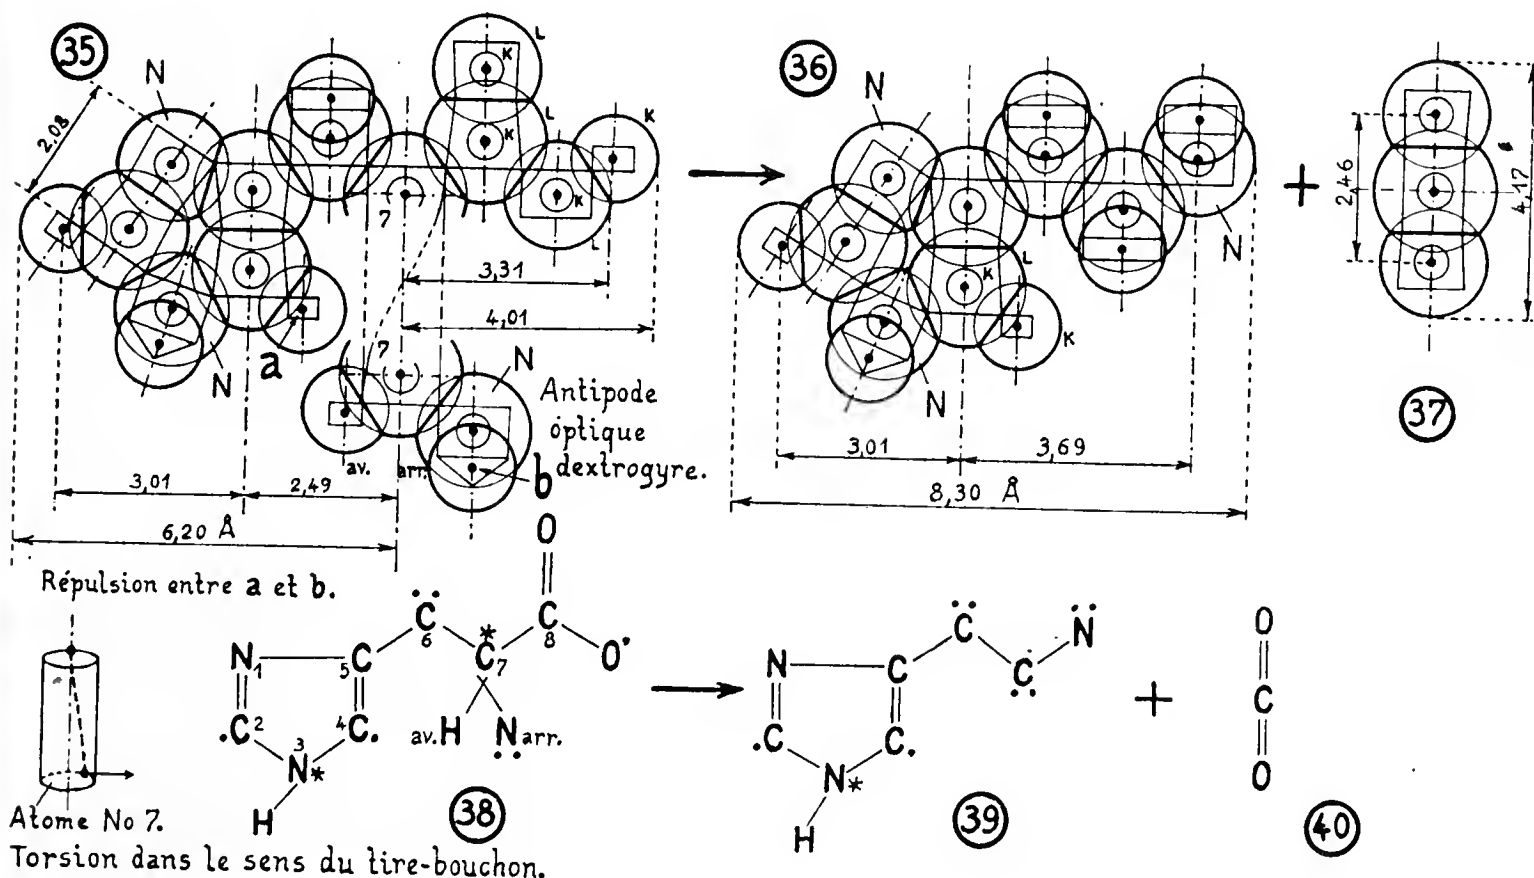 35
N
2,08
L
K
L
K
K
K
L
7
3,31
4,01
a
N
7
N
Antipode
optique
dextrogyre.
av.
arr.
b
3,01
2,49
6,20 Å
Répulsion entre a et b.
36
N
N
K
L
K
N
3,01
3,69
8,30 Å
+
2,46
4,17
37
O
C
6
*
C
7
C
8
O
N
1
5
C
C
2
4
C
3
N*
H
av. H
N arr.
38
Atome No 7.
Torsion dans le sens du tire-bouchon.
C
N
C
N
C
C
C
N*
H
39
+
O
C
O
40